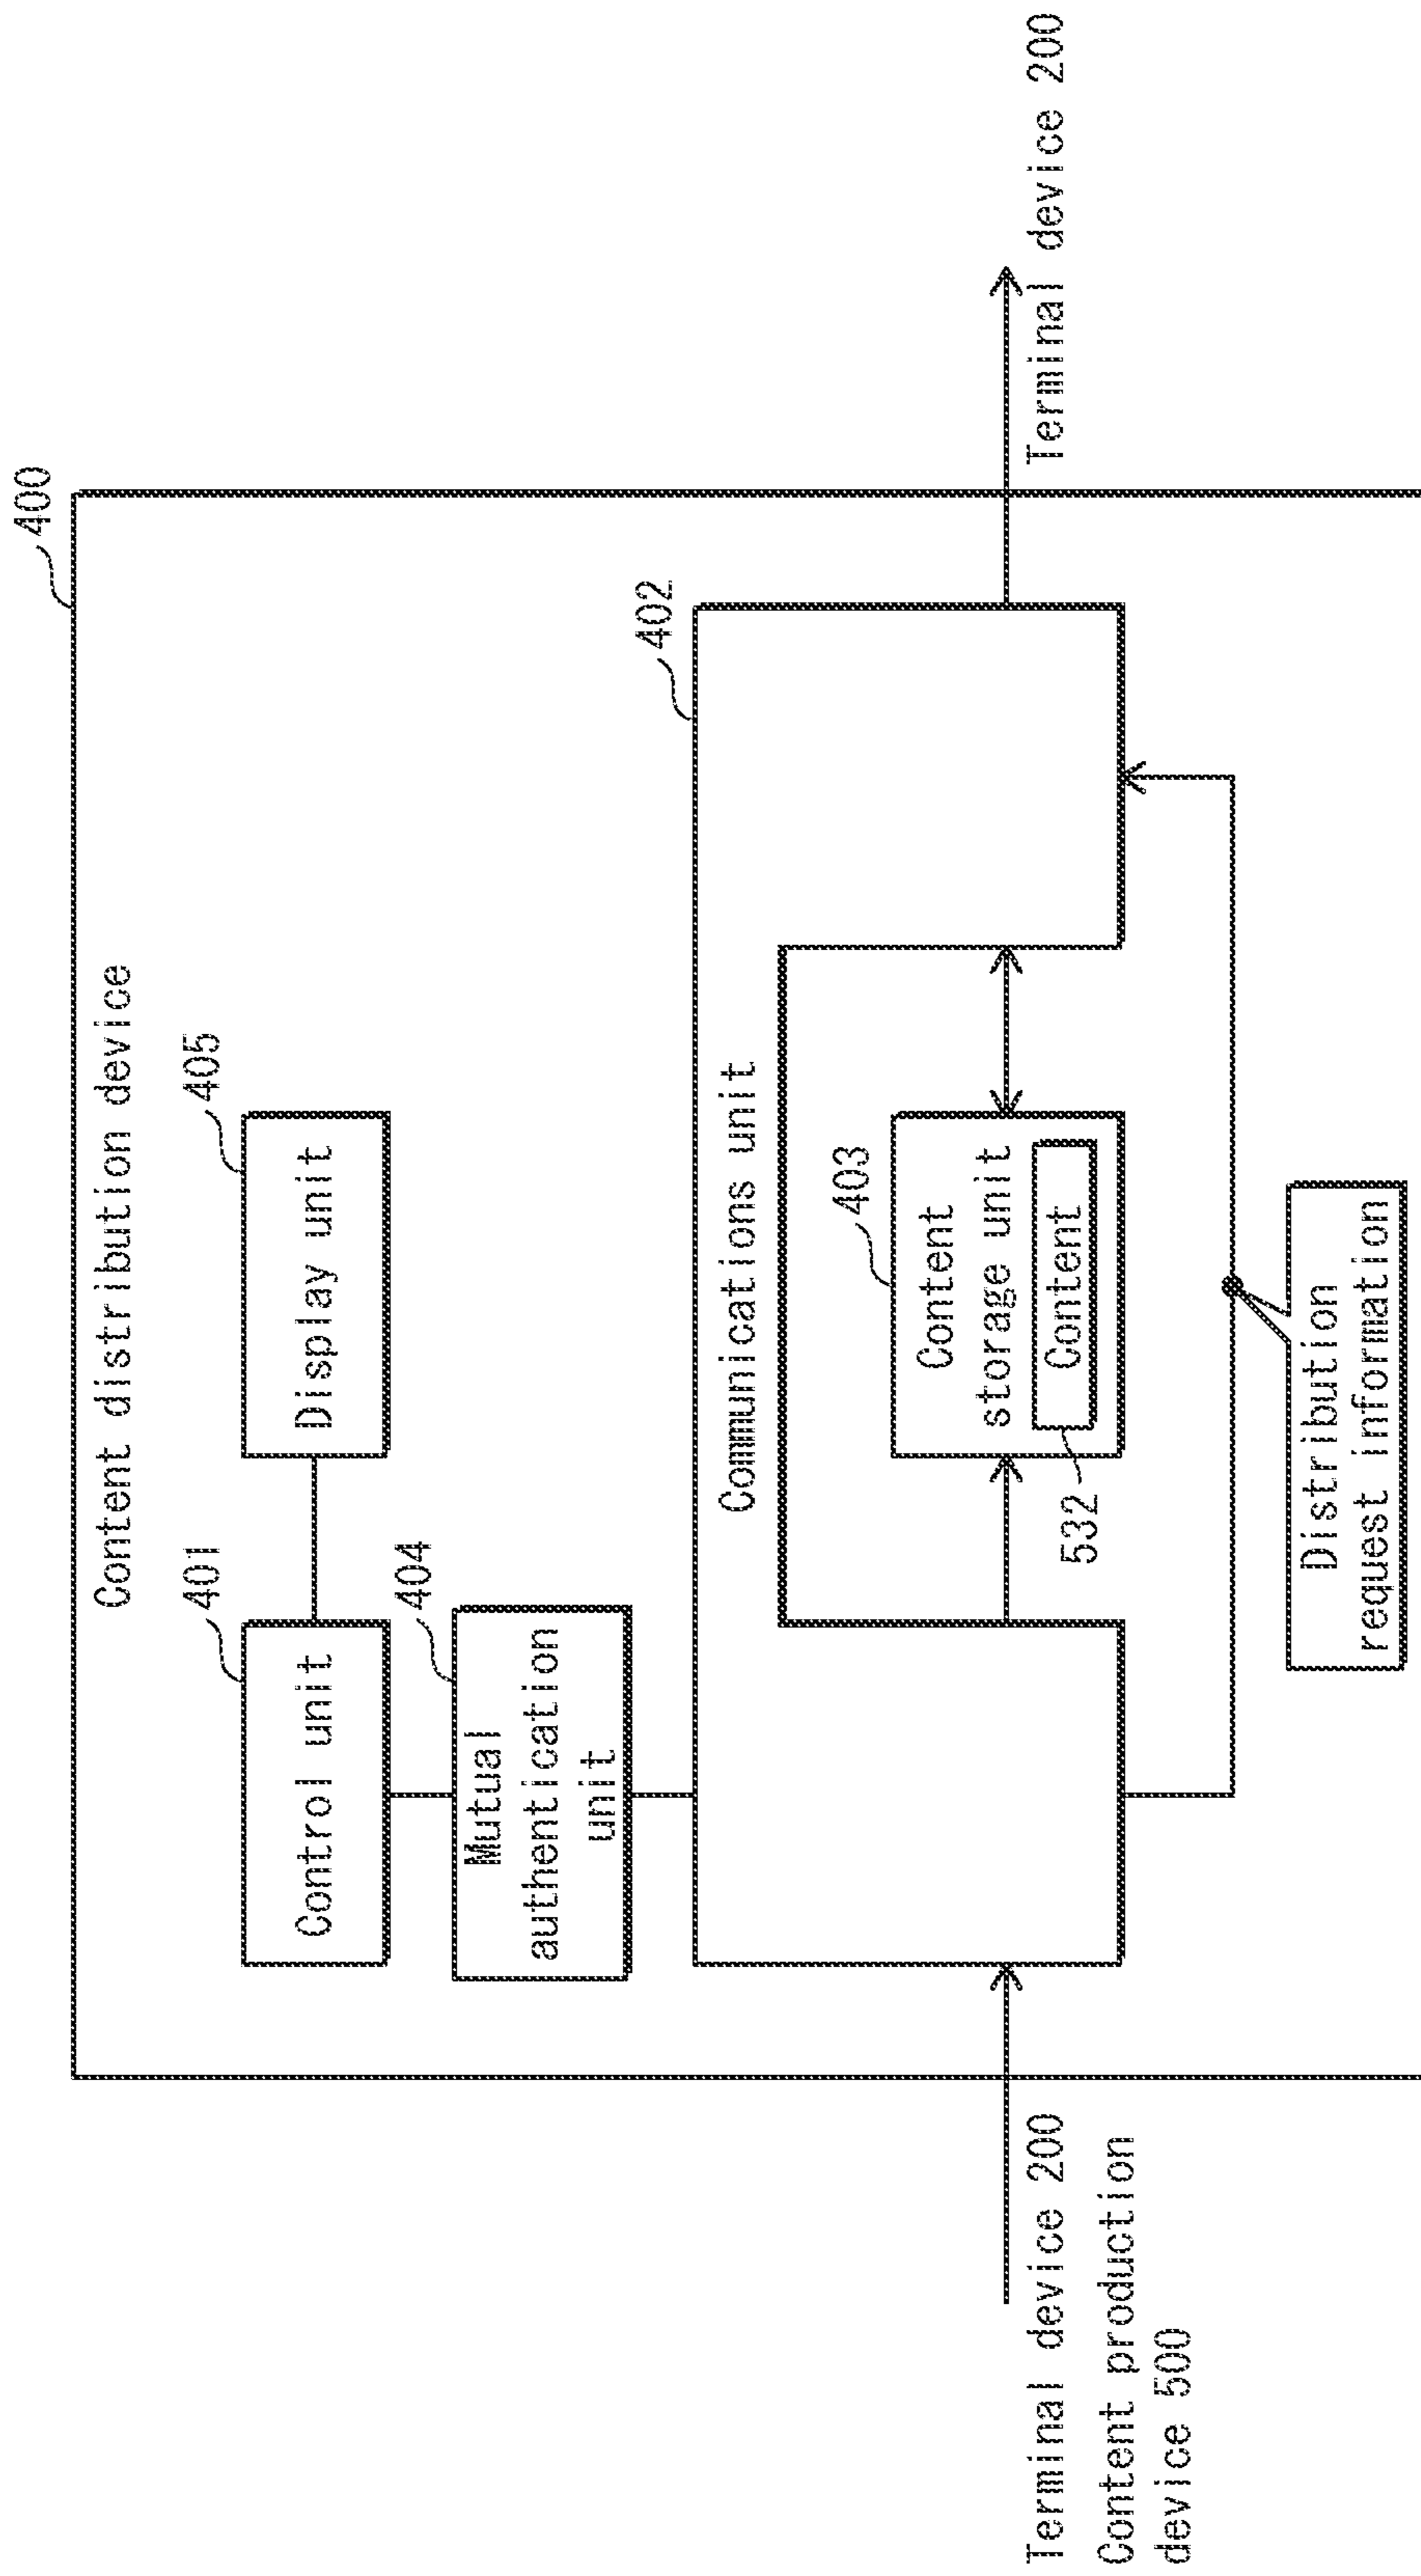 400
Content distribution device
401
405
Control unit
Display unit
404
Mutual
authentication
unit
402
Communications unit
403
Content
storage unit
Content
532
Terminal device 200
Content production
device 500
Terminal device 200
Distribution
request information